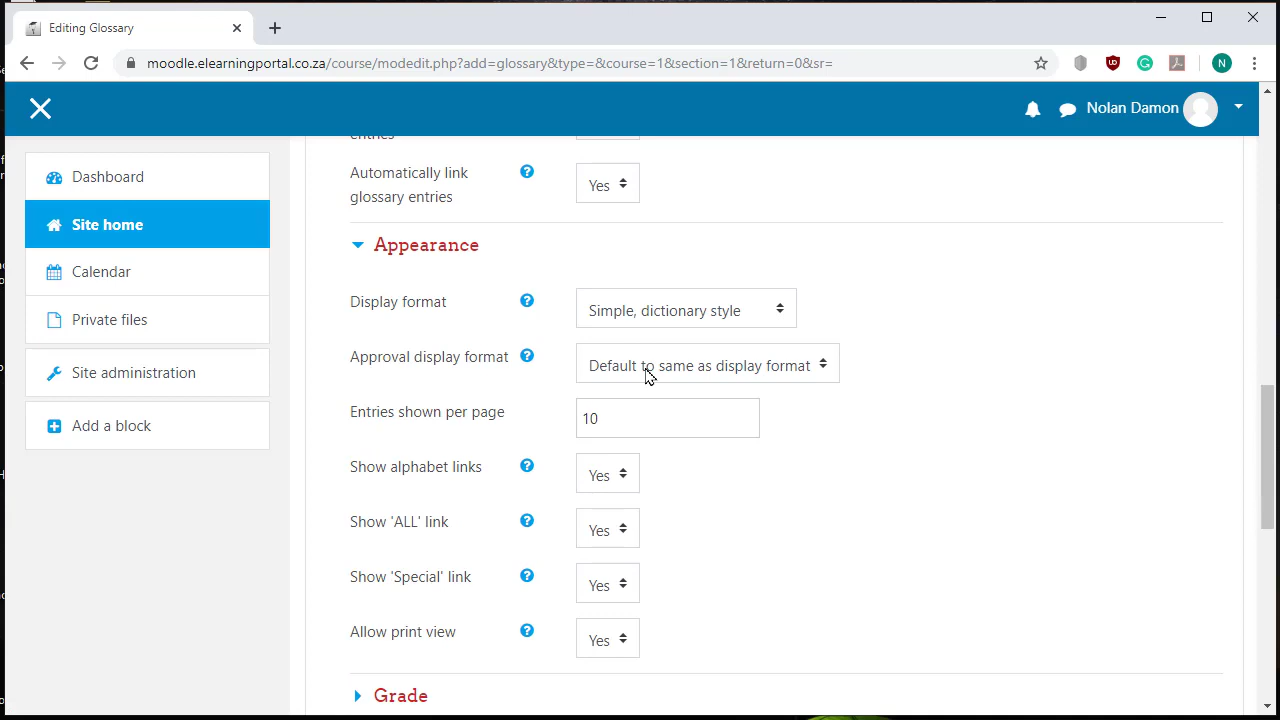 Editing Glossary
moodle.elearningportal.co.za/course/modedit.php?add=glossary&type=&course=1&section=1&return=0&sr=
N
Nolan Damon
Dashboard
Site home
Calendar
Private files
Site administration
Add a block
entries
Automatically link
glossary entries
Yes
Appearance
Display format
Simple, dictionary style
Approval display format
Default to same as display format
Entries shown per page
10
Show alphabet links
Yes
Show 'ALL' link
Yes
Show 'Special' link
Yes
Allow print view
Yes
Grade